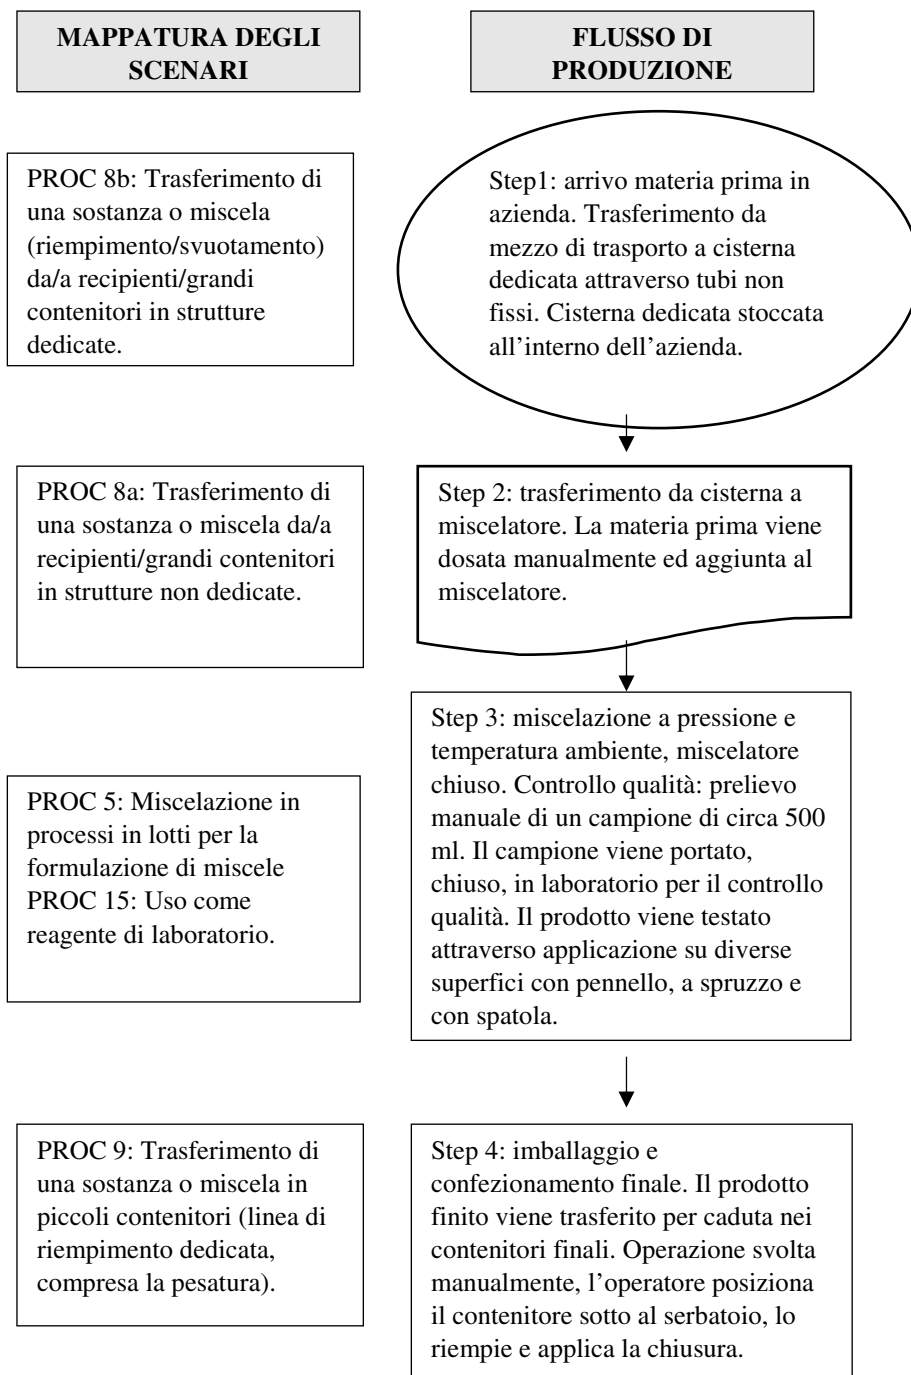 MAPPATURA DEGLI
SCENARI
FLUSSO DI
PRODUZIONE
PROC 8b: Trasferimento di
una sostanza o miscela
(riempimento/svuotamento)
da/a recipienti/grandi
contenitori in strutture
dedicate.
Step1: arrivo materia prima in
azienda. Trasferimento da
mezzo di trasporto a cisterna
dedicata attraverso tubi non
fissi. Cisterna dedicata stoccata
all’interno dell’azienda.
PROC 8a: Trasferimento di
una sostanza o miscela da/a
recipienti/grandi contenitori
in strutture non dedicate.
Step 2: trasferimento da cisterna a
miscelatore. La materia prima viene
dosata manualmente ed aggiunta al
miscelatore.
PROC 5: Miscelazione in
processi in lotti per la
formulazione di miscele
PROC 15: Uso come
reagente di laboratorio.
Step 3: miscelazione a pressione e
temperatura ambiente, miscelatore
chiuso. Controllo qualità: prelievo
manuale di un campione di circa 500
ml. Il campione viene portato,
chiuso, in laboratorio per il controllo
qualità. Il prodotto viene testato
attraverso applicazione su diverse
superfici con pennello, a spruzzo e
con spatola.
PROC 9: Trasferimento di
una sostanza o miscela in
piccoli contenitori (linea di
riempimento dedicata,
compresa la pesatura).
Step 4: imballaggio e
confezionamento finale. Il prodotto
finito viene trasferito per caduta nei
contenitori finali. Operazione svolta
manualmente, l’operatore posiziona
il contenitore sotto al serbatoio, lo
riempie e applica la chiusura.